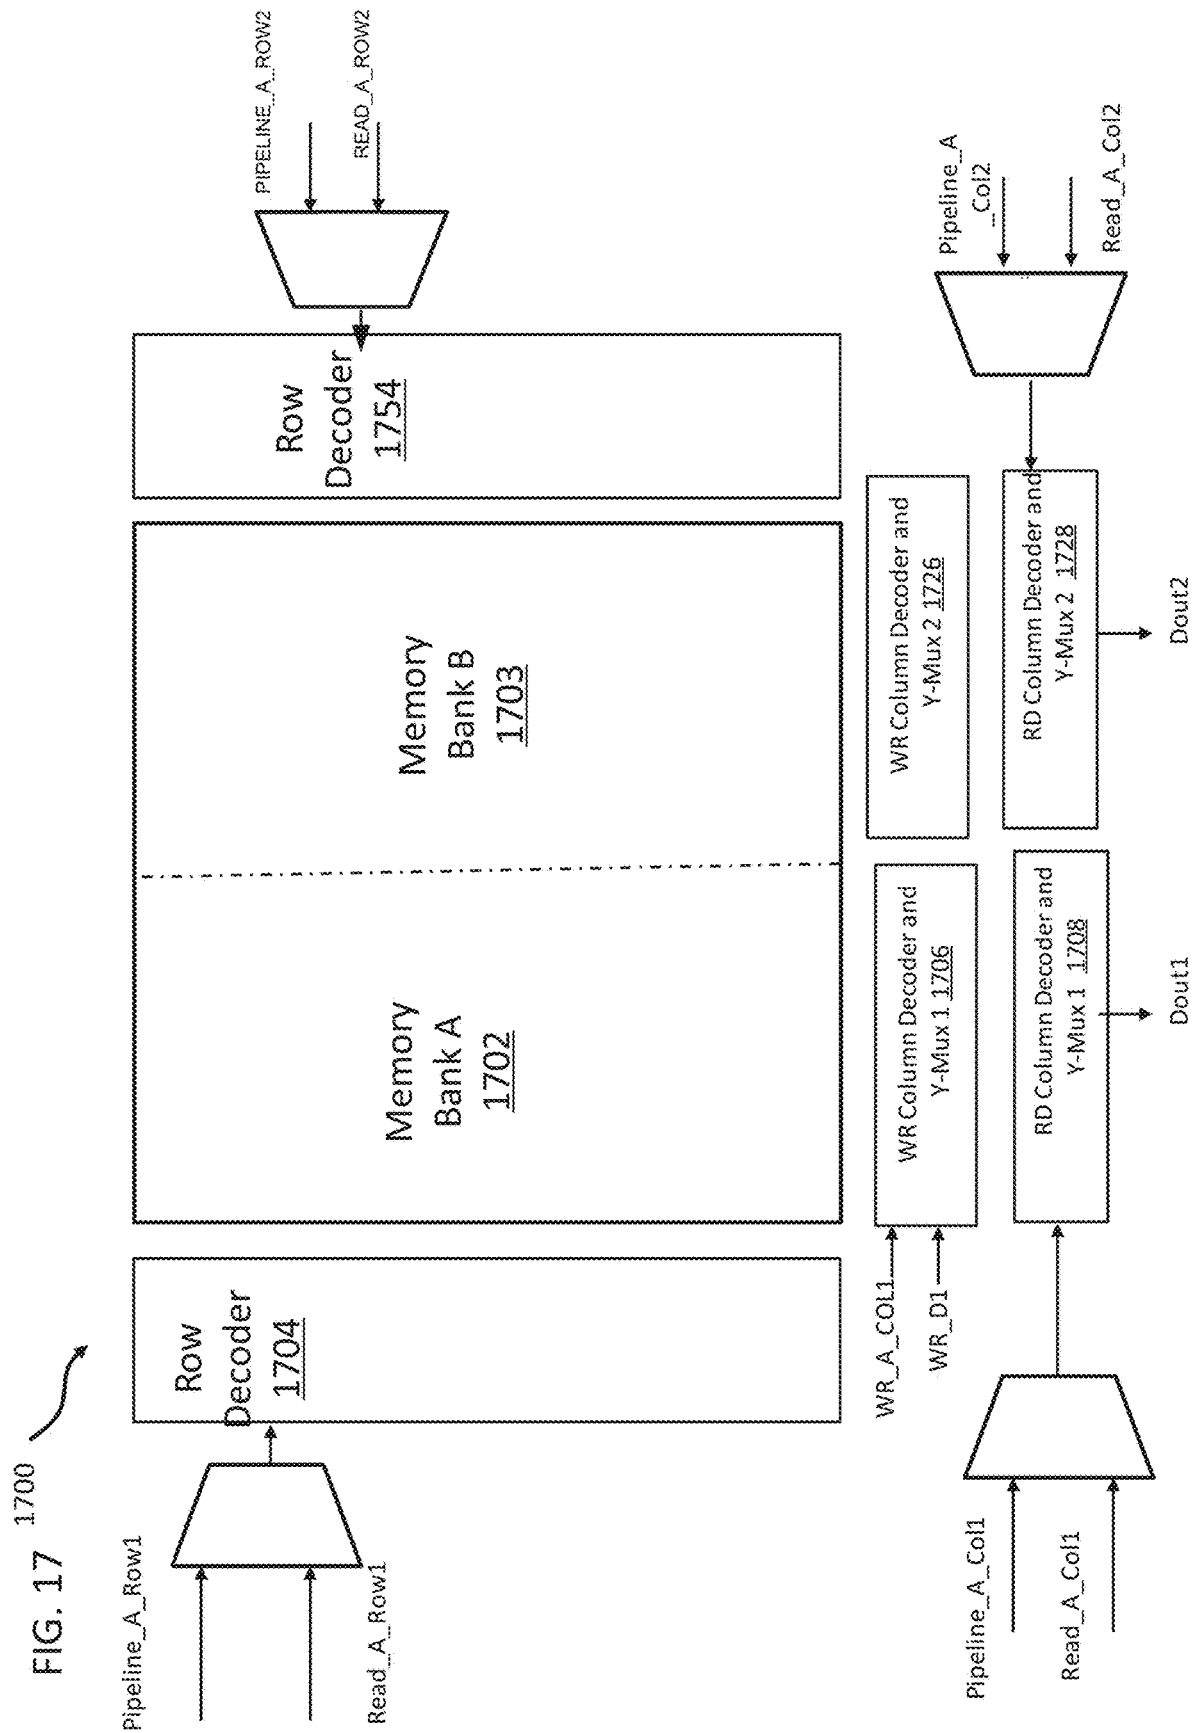 FIG. 17
1700
Pipeline_A_Row1
Read_A_Row1
Row
Decoder
1704
Memory
Bank A
1702
Memory
Bank B
1703
Row
Decoder
1754
PIPELINE_A_ROW2
READ_A_ROW2
WR_A_COL1
WR_D1
WR Column Decoder and
Y-Mux 1 1706
WR Column Decoder and
Y-Mux 2 1726
Pipeline_A_Col1
Read_A_Col1
RD Column Decoder and
Y-Mux 1 1708
RD Column Decoder and
Y-Mux 2 1728
Pipeline_A
_Col2
Read_A_Col2
Dout1
Dout2